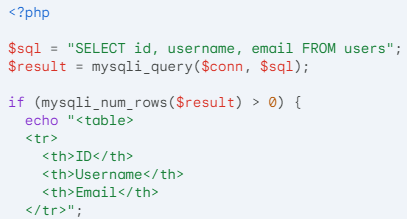 <?php
$sql = "SELECT id, username, email FROM users";
$result = mysqli_query($conn, $sql);
if (mysqli_num_rows($result) > 0) {
echo "<table>
<tr>
<th>ID</th>
<th>Username</th>
<th>Email</th>
</tr>";